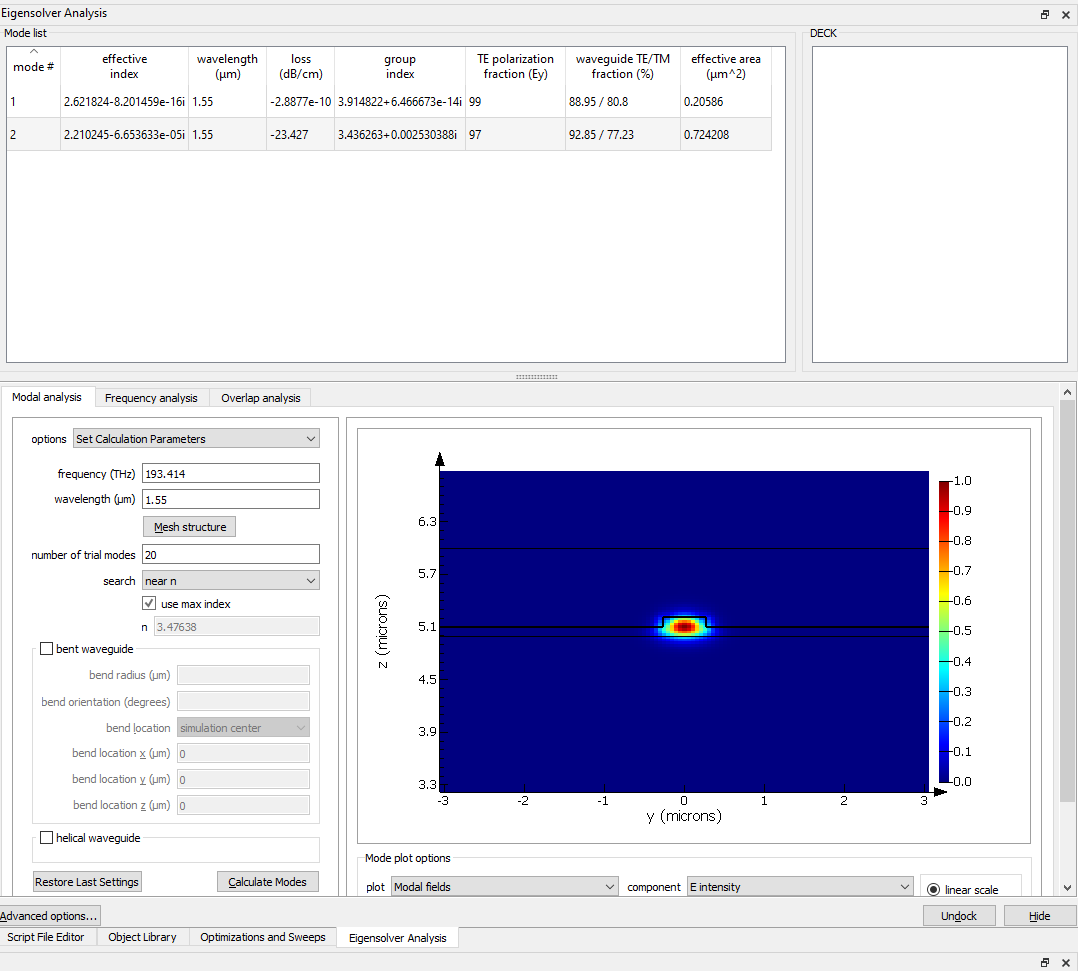 Eigensolver Analysis
Mode list
DECK
mode #
effective index
wavelength (µm)
loss (dB/cm)
group index
TE polarization fraction (Ey)
waveguide TE/TM fraction (%)
effective area (µm^2)
1 2.621824-8.201459e-16i 1.55 -2.8877e-10 3.914822+6.466673e-14i 99 88.95 / 80.8 0.20586
2 2.210245-6.653633e-05i 1.55 -23.427 3.436263+0.002530388i 97 92.85 / 77.23 0.724208
Modal analysis Frequency analysis Overlap analysis
options Set Calculation Parameters
frequency (THz) 193.414
wavelength (µm) 1.55
Mesh structure
number of trial modes 20
search near n
use max index
n 3.47638
bent waveguide
bend radius (µm)
bend orientation (degrees)
bend location simulation center
bend location x (µm) 0
bend location y (µm) 0
bend location z (µm) 0
helical waveguide
Restore Last Settings Calculate Modes
z (microns)
6.3
5.7
5.1
4.5
3.9
3.3
-3 -2 -1 0 1 2 3
y (microns)
1.0
0.9
0.8
0.7
0.6
0.5
0.4
0.3
0.2
0.1
0.0
Mode plot options
plot Modal fields component E intensity linear scale
Advanced options... Undock Hide
Script File Editor Object Library Optimizations and Sweeps Eigensolver Analysis